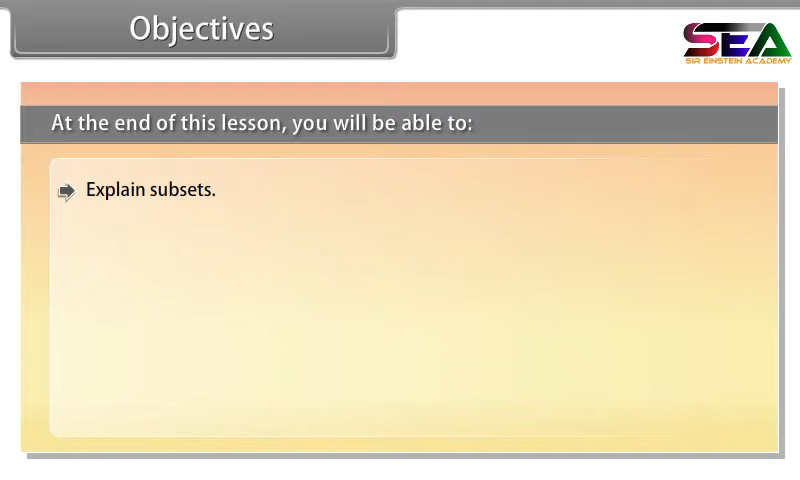 Objectives
SEA
SIR EINSTEIN ACADEMY
At the end of this lesson, you will be able to:
Explain subsets.